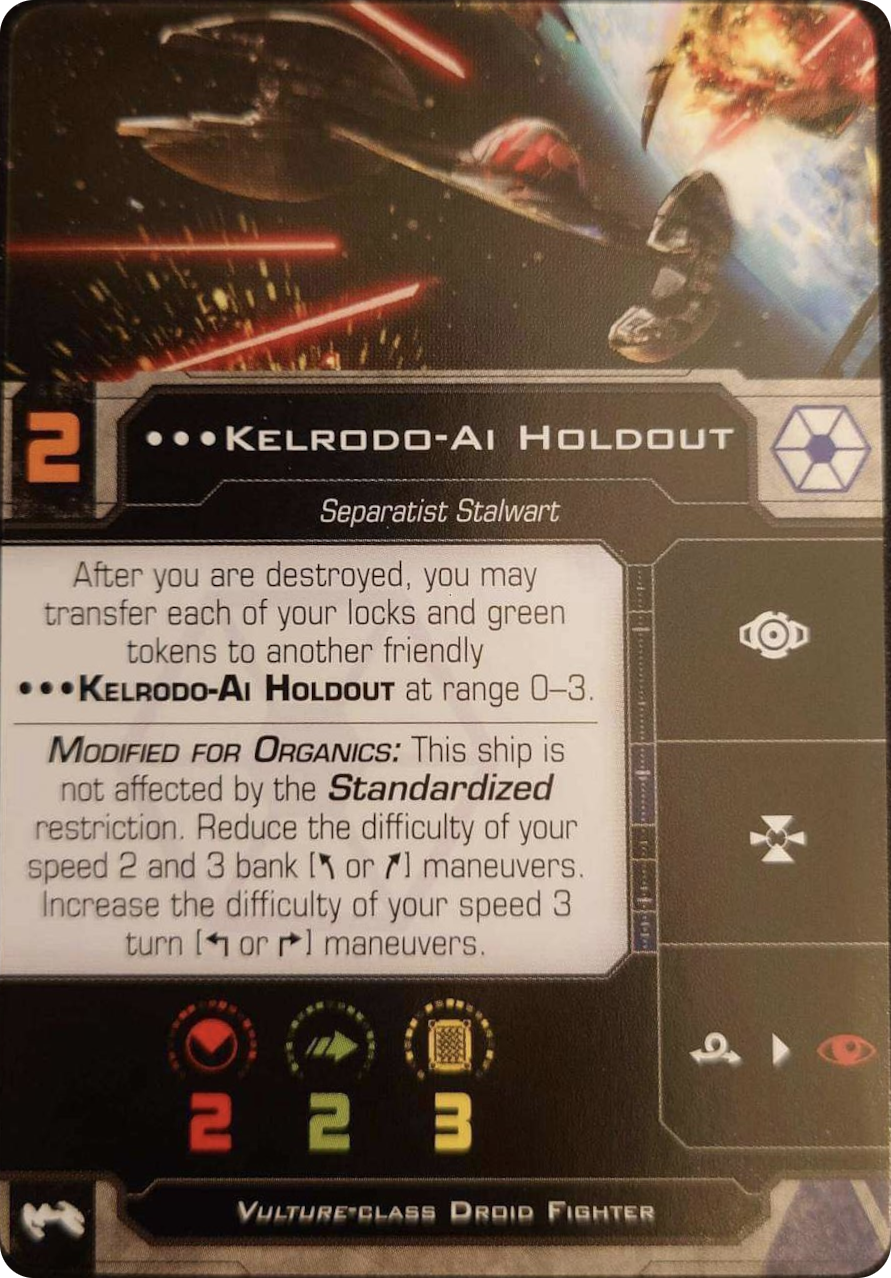 2
•••Kelrodo-Ai Holdout
Separatist Stalwart
After you are destroyed, you may
transfer each of your locks and green
tokens to another friendly
•••Kelrodo-Ai Holdout at range 0–3.
Modified for Organics: This ship is
not affected by the Standardized
restriction. Reduce the difficulty of your
speed 2 and 3 bank [↖ or ↗] maneuvers.
Increase the difficulty of your speed 3
turn [↰ or ↱] maneuvers.
2 2 3
Vulture-class Droid Fighter